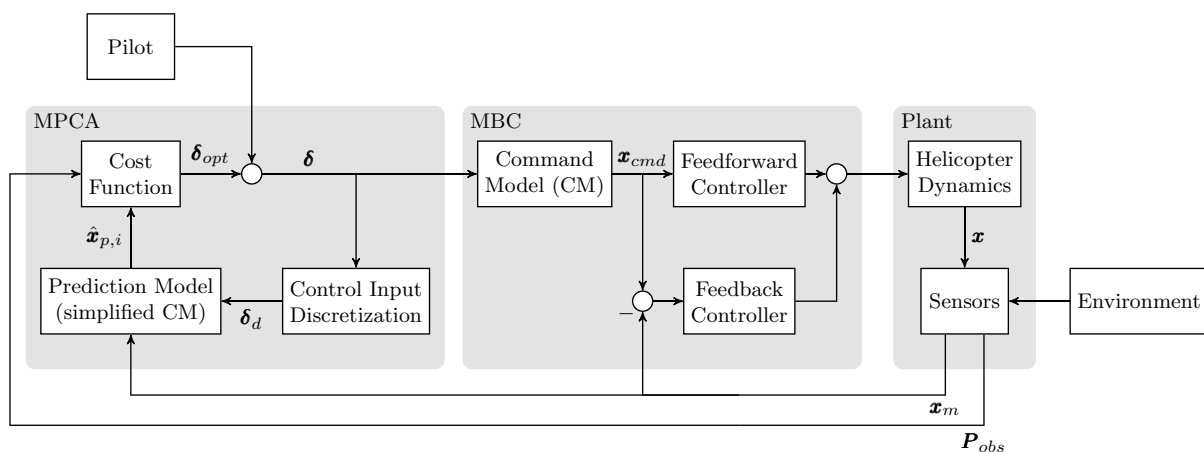 Pilot
MPCA
MBC
Plant
Cost
Function
δ_opt
δ
Command
Model (CM)
x_cmd
Feedforward
Controller
Helicopter
Dynamics
x̂_p,i
x
Prediction Model
(simplified CM)
δ_d
Control Input
Discretization
−
Feedback
Controller
Sensors
Environment
x_m
P_obs